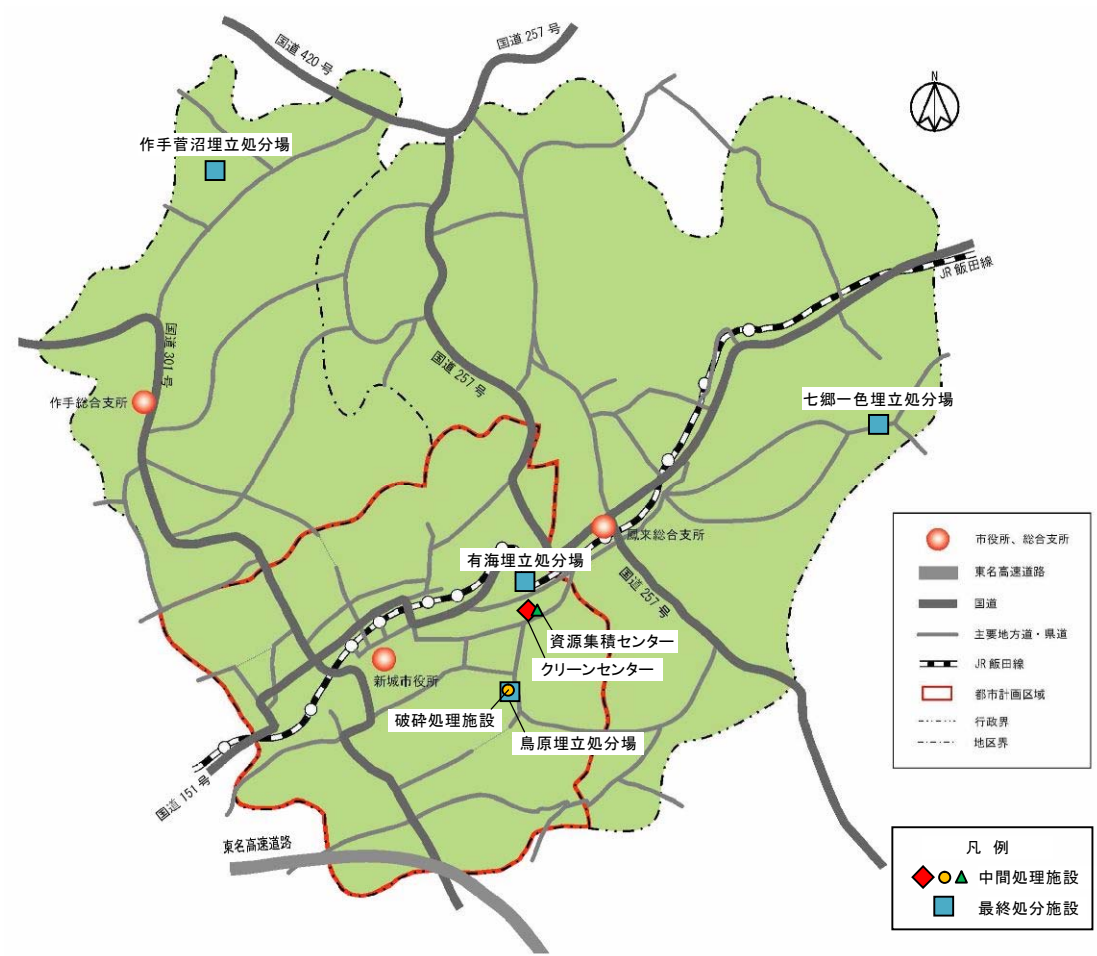 国道 257 号
国道 420 号
N
作手菅沼埋立処分場
JR 飯田線
国道 301 号
国道 257 号
作手総合支所
七郷一色埋立処分場
鳳来総合支所
有海埋立処分場
国道 257 号
資源集積センター
クリーンセンター
新城市役所
破砕処理施設
鳥原埋立処分場
国道 151 号
東名高速道路
市役所、総合支所
東名高速道路
国道
主要地方道・県道
JR 飯田線
都市計画区域
行政界
地区界
凡 例
中間処理施設
最終処分施設